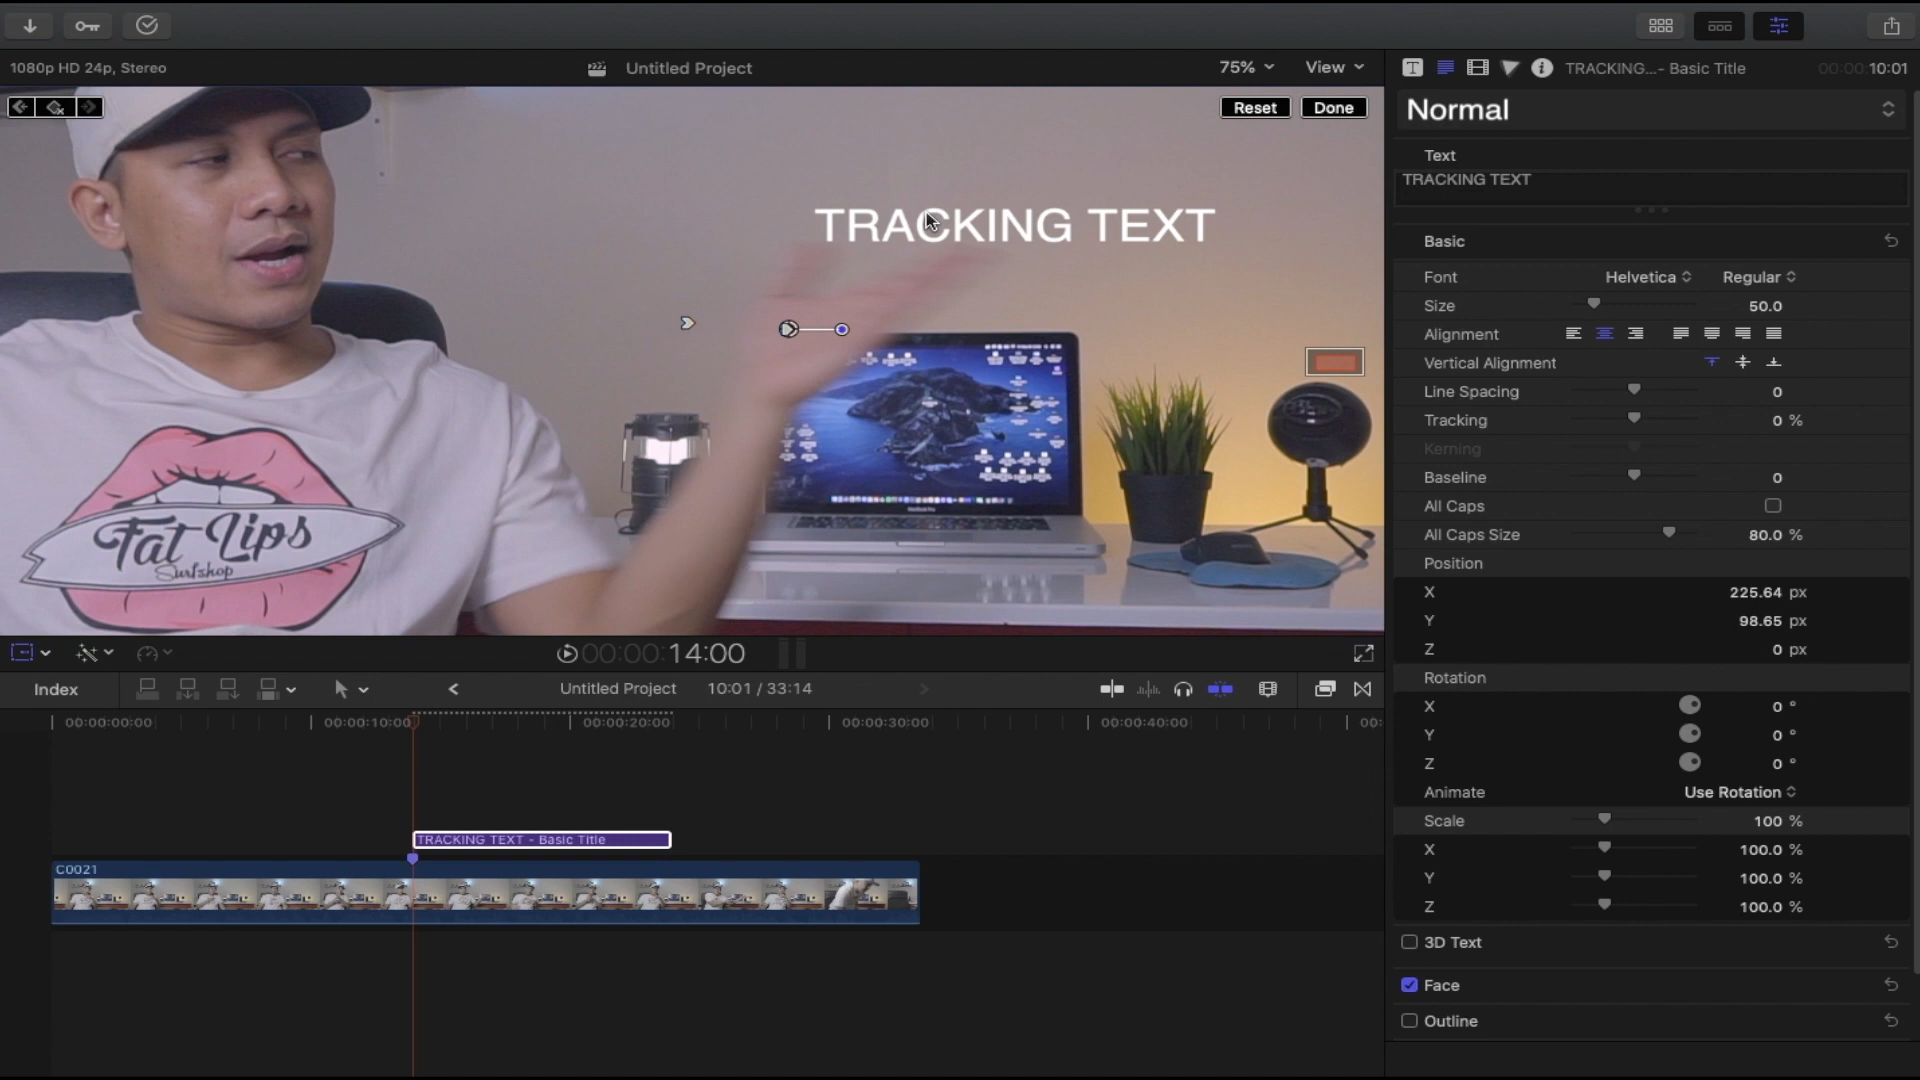 1080p HD 24p, Stereo
Untitled Project
75%
View
TRACKING...- Basic Title
00:00:10:01
Reset
Done
Normal
Text
TRACKING TEXT
TRACKING TEXT
Basic
Font
Helvetica
Regular
Size
50.0
Alignment
Vertical Alignment
Line Spacing
0
Tracking
0 %
Kerning
Baseline
0
All Caps
All Caps Size
80.0 %
Position
X
225.64 px
Y
98.65 px
Z
0 px
Rotation
X
0 °
Y
0 °
Z
0 °
Animate
Use Rotation
Scale
100 %
X
100.0 %
Y
100.0 %
Z
100.0 %
3D Text
Face
Outline
Fat Lips
Surfshop
00:00:14:00
Index
Untitled Project
10:01 / 33:14
00:00:00:00
00:00:10:00
00:00:20:00
00:00:30:00
00:00:40:00
00:
TRACKING TEXT - Basic Title
C0021